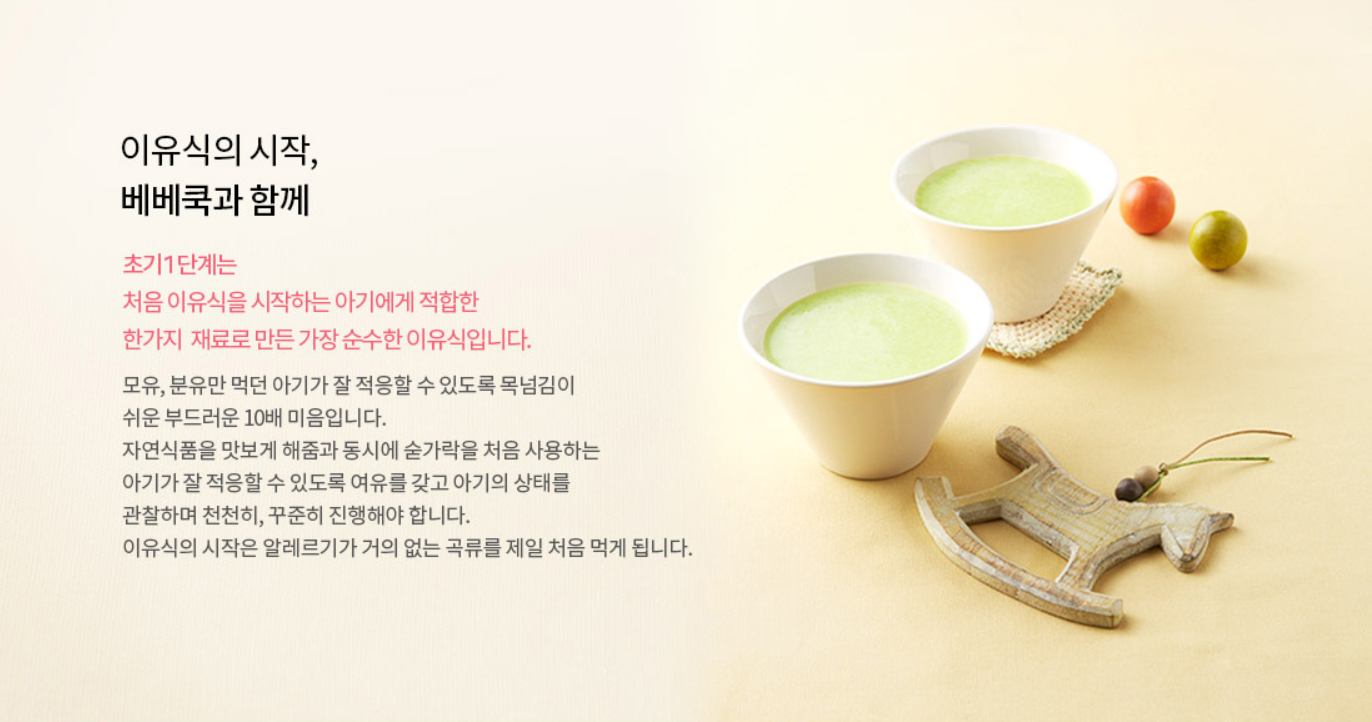 이유식의 시작,
베베쿡과 함께
초기1단계는
처음 이유식을 시작하는 아기에게 적합한
한가지 재료로 만든 가장 순수한 이유식입니다.
모유, 분유만 먹던 아기가 잘 적응할 수 있도록 목넘김이
쉬운 부드러운 10배 미음입니다.
자연식품을 맛보게 해줌과 동시에 숟가락을 처음 사용하는
아기가 잘 적응할 수 있도록 여유를 갖고 아기의 상태를
관찰하며 천천히, 꾸준히 진행해야 합니다.
이유식의 시작은 알레르기가 거의 없는 곡류를 제일 처음 먹게 됩니다.